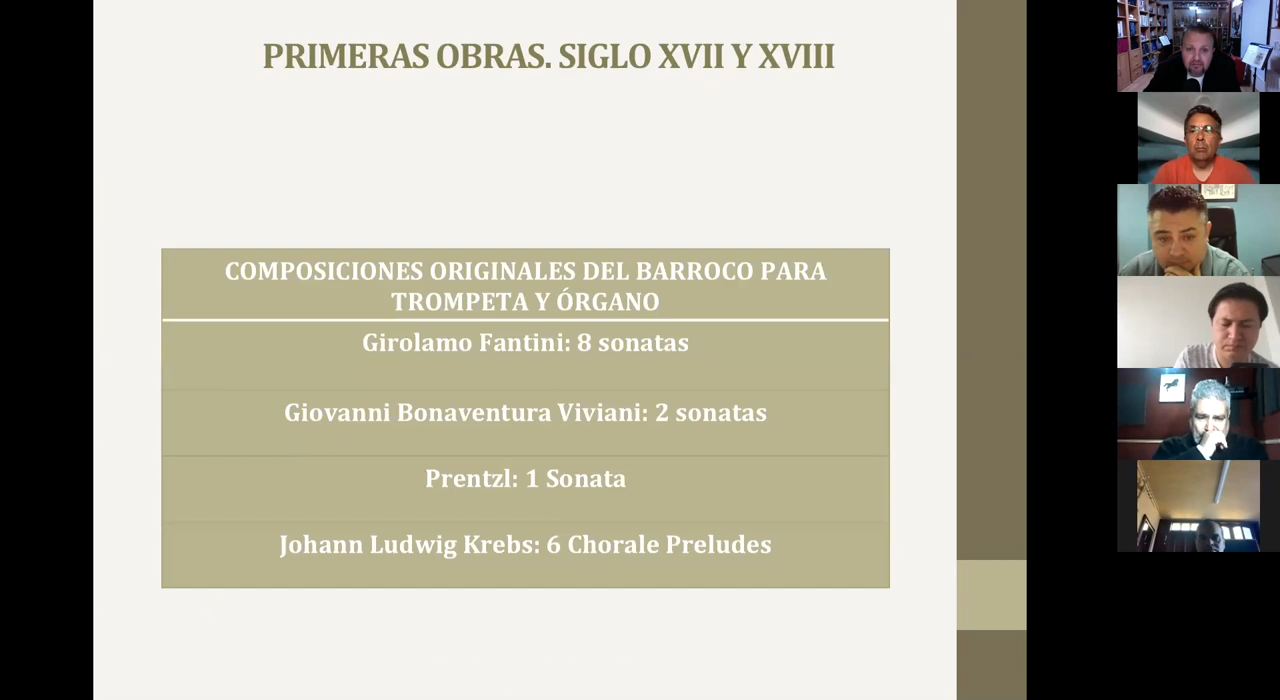 PRIMERAS OBRAS. SIGLO XVII Y XVIII
COMPOSICIONES ORIGINALES DEL BARROCO PARA
TROMPETA Y ÓRGANO
Girolamo Fantini: 8 sonatas
Giovanni Bonaventura Viviani: 2 sonatas
Prentzl: 1 Sonata
Johann Ludwig Krebs: 6 Chorale Preludes